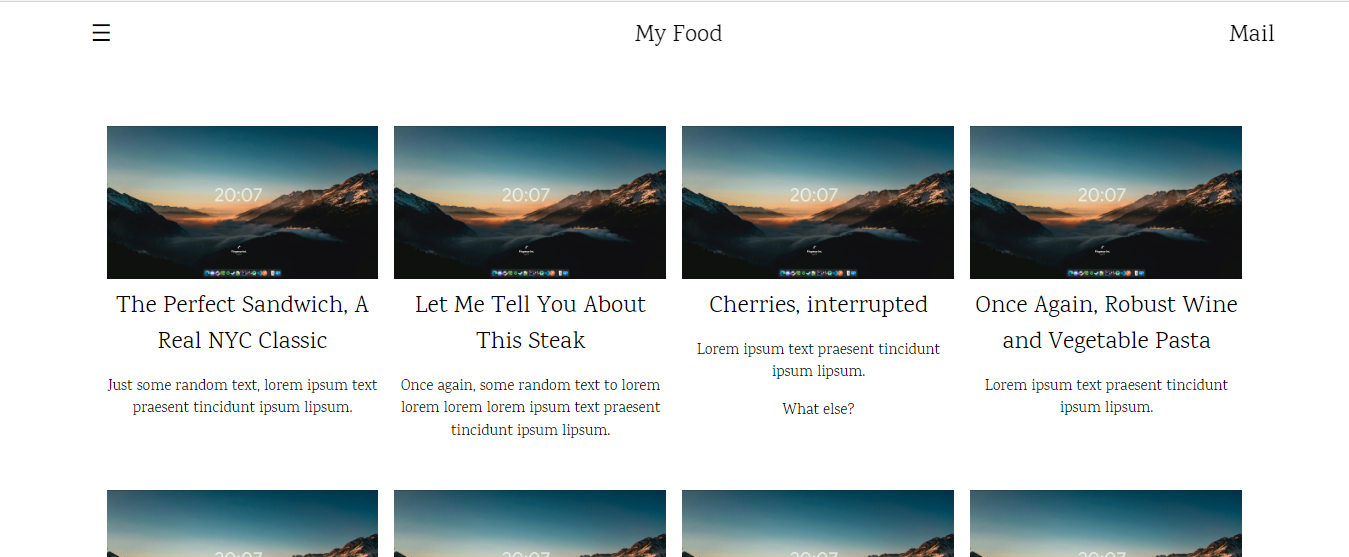 ☰ My Food Mail
20:07 20:07 20:07 20:07
The Perfect Sandwich, A
Real NYC Classic
Just some random text, lorem ipsum text
praesent tincidunt ipsum lipsum.
Let Me Tell You About
This Steak
Once again, some random text to lorem
lorem lorem lorem ipsum text praesent
tincidunt ipsum lipsum.
Cherries, interrupted
Lorem ipsum text praesent tincidunt
ipsum lipsum.
What else?
Once Again, Robust Wine
and Vegetable Pasta
Lorem ipsum text praesent tincidunt
ipsum lipsum.